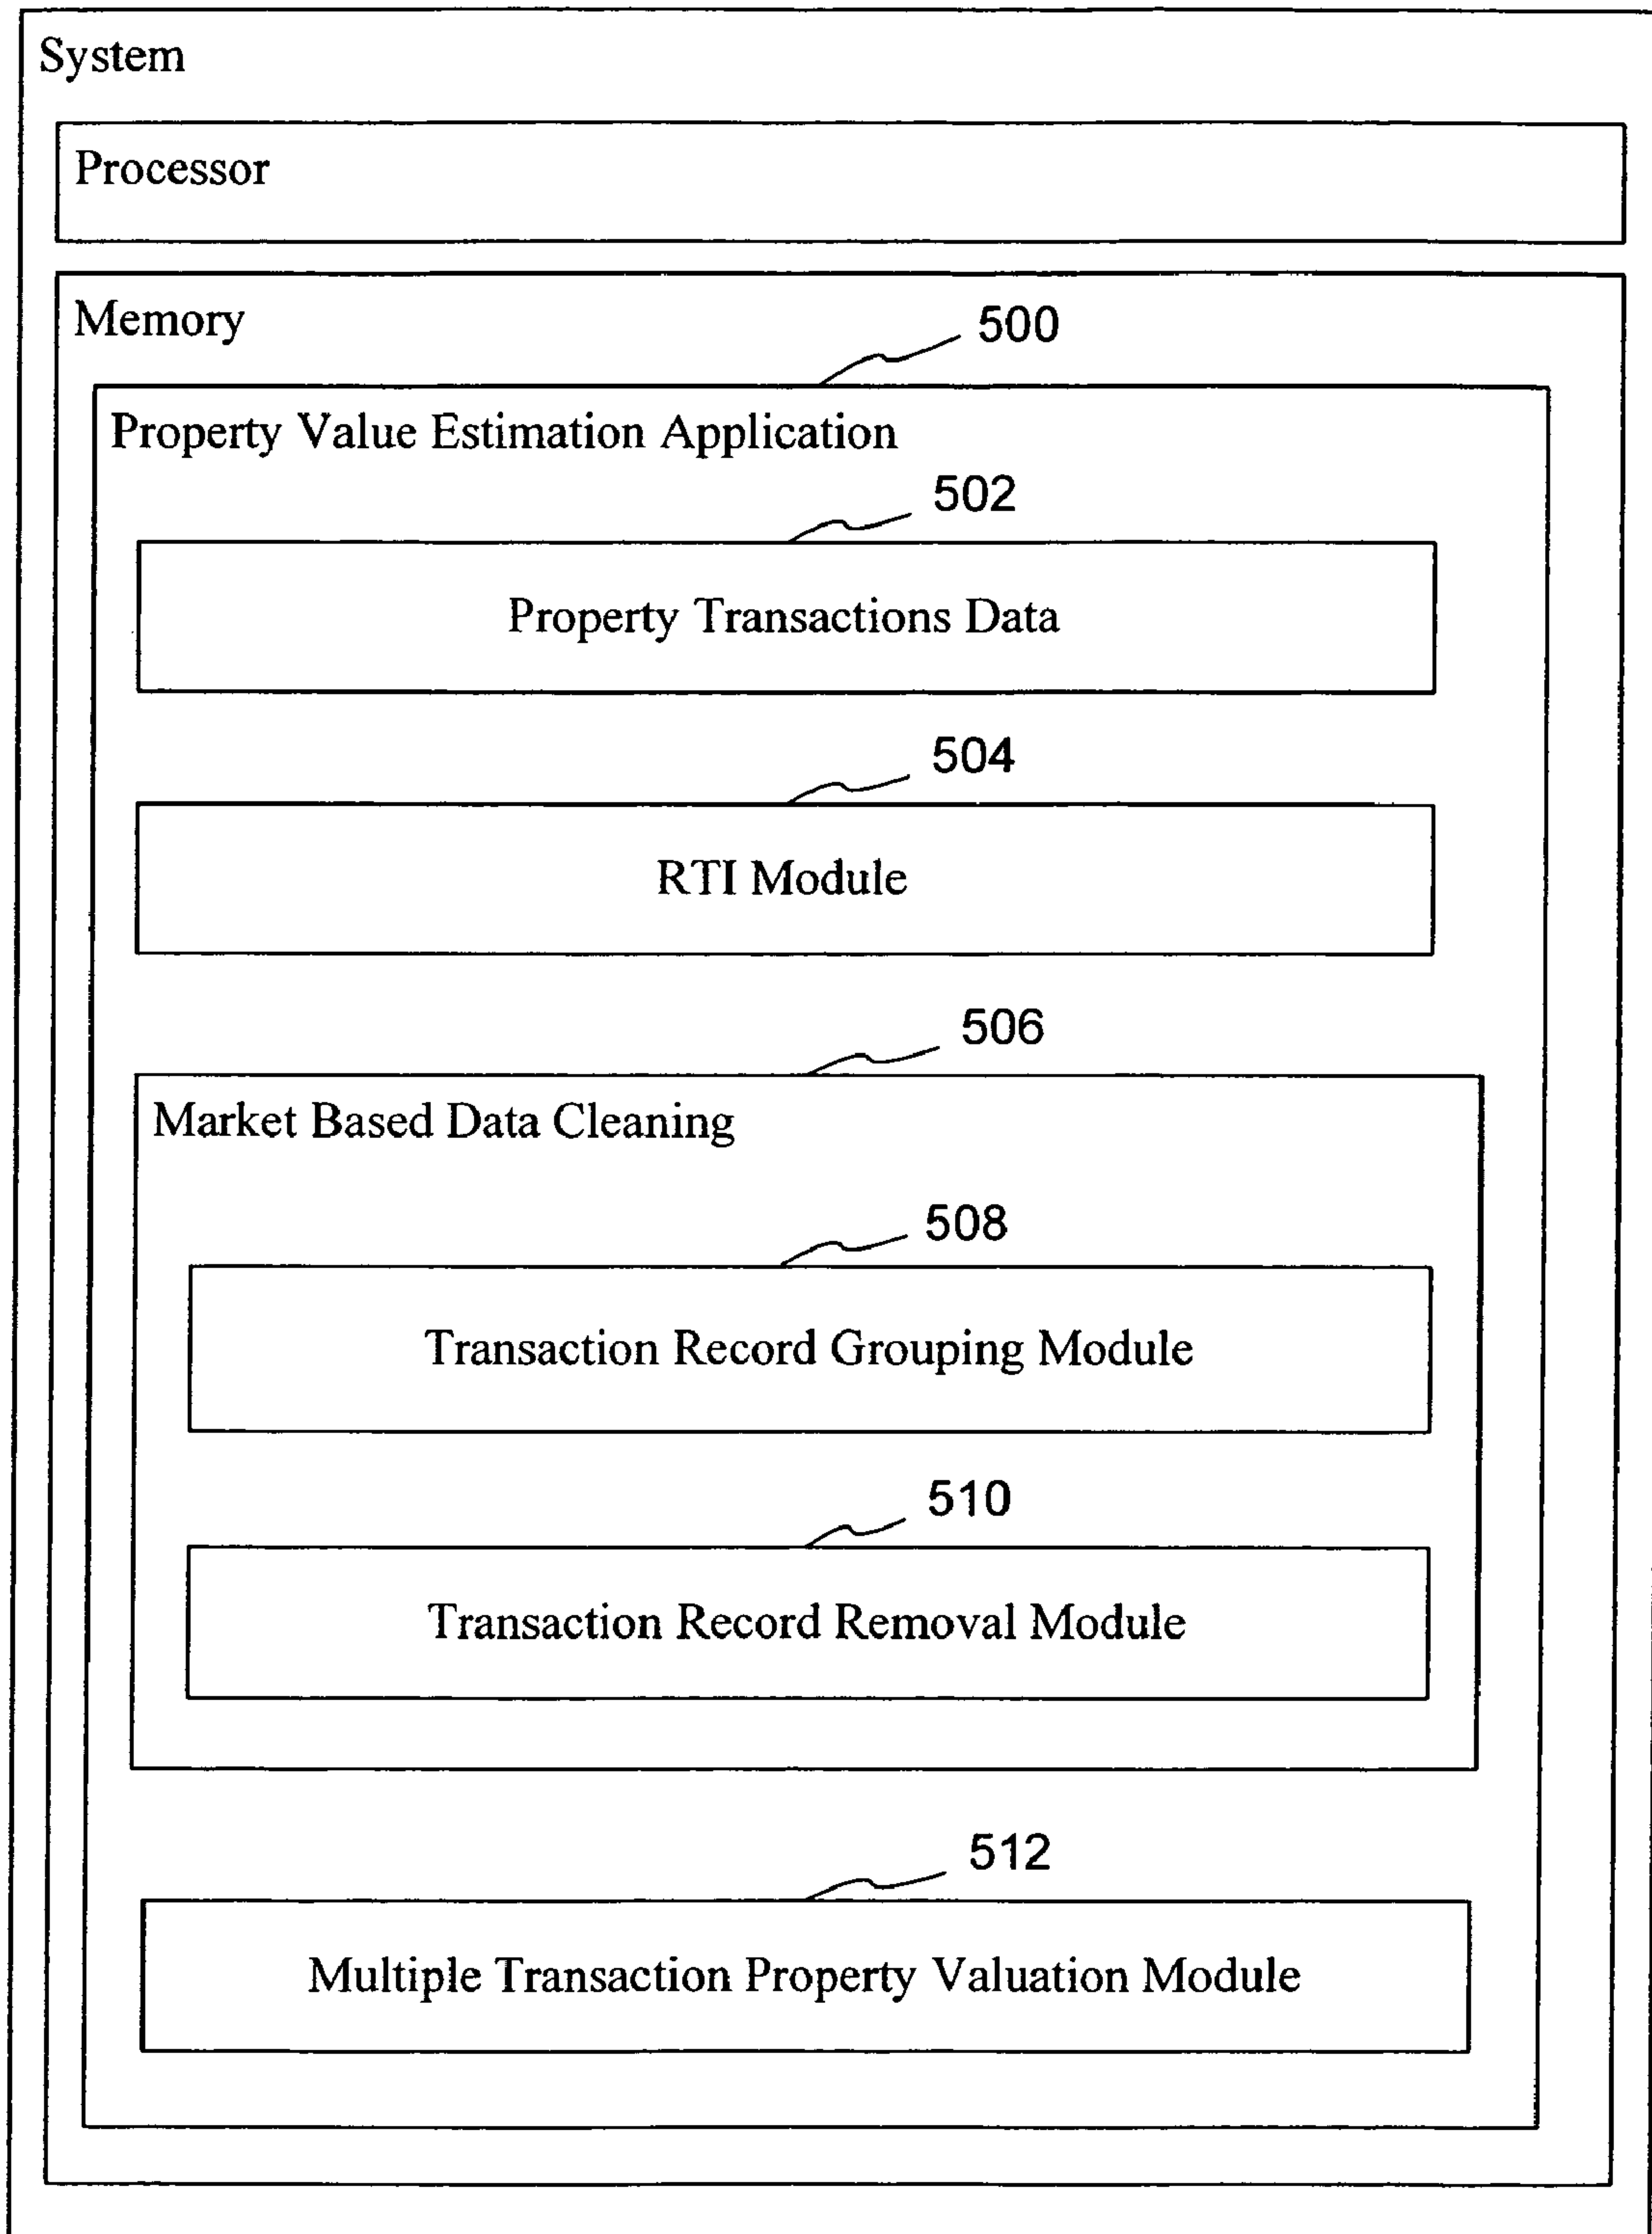 System
Processor
Memory
500
Property Value Estimation Application
502
Property Transactions Data
504
RTI Module
506
Market Based Data Cleaning
508
Transaction Record Grouping Module
510
Transaction Record Removal Module
512
Multiple Transaction Property Valuation Module